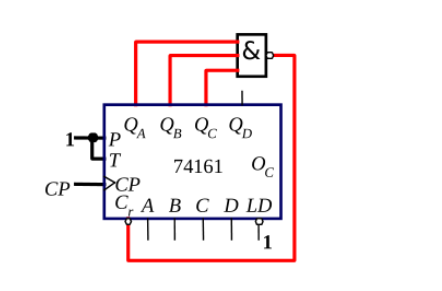 &
Q_A Q_B Q_C Q_D
1 P
T
74161 O_C
CP CP
C_r A B C D LD
1